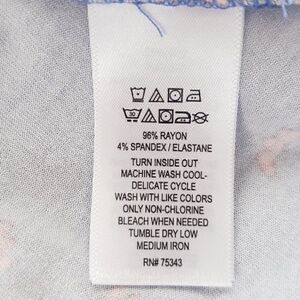 30
96% RAYON
4% SPANDEX / ELASTANE
TURN INSIDE OUT
MACHINE WASH COOL-
DELICATE CYCLE
WASH WITH LIKE COLORS
ONLY NON-CHLORINE
BLEACH WHEN NEEDED
TUMBLE DRY LOW
MEDIUM IRON
RN# 75343